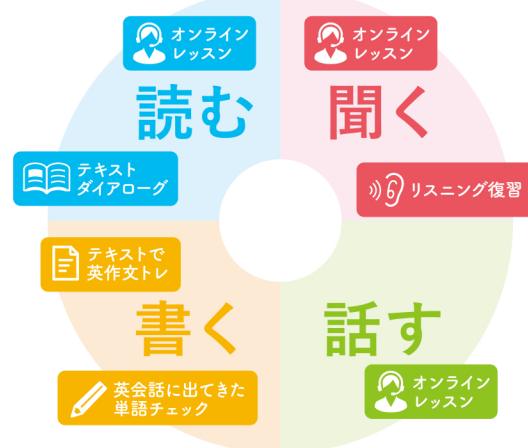 オンライン
レッスン
オンライン
レッスン
読む
聞く
テキスト
ダイアローグ
リスニング復習
テキストで
英作文トレ
書く
話す
英会話に出てきた
単語チェック
オンライン
レッスン